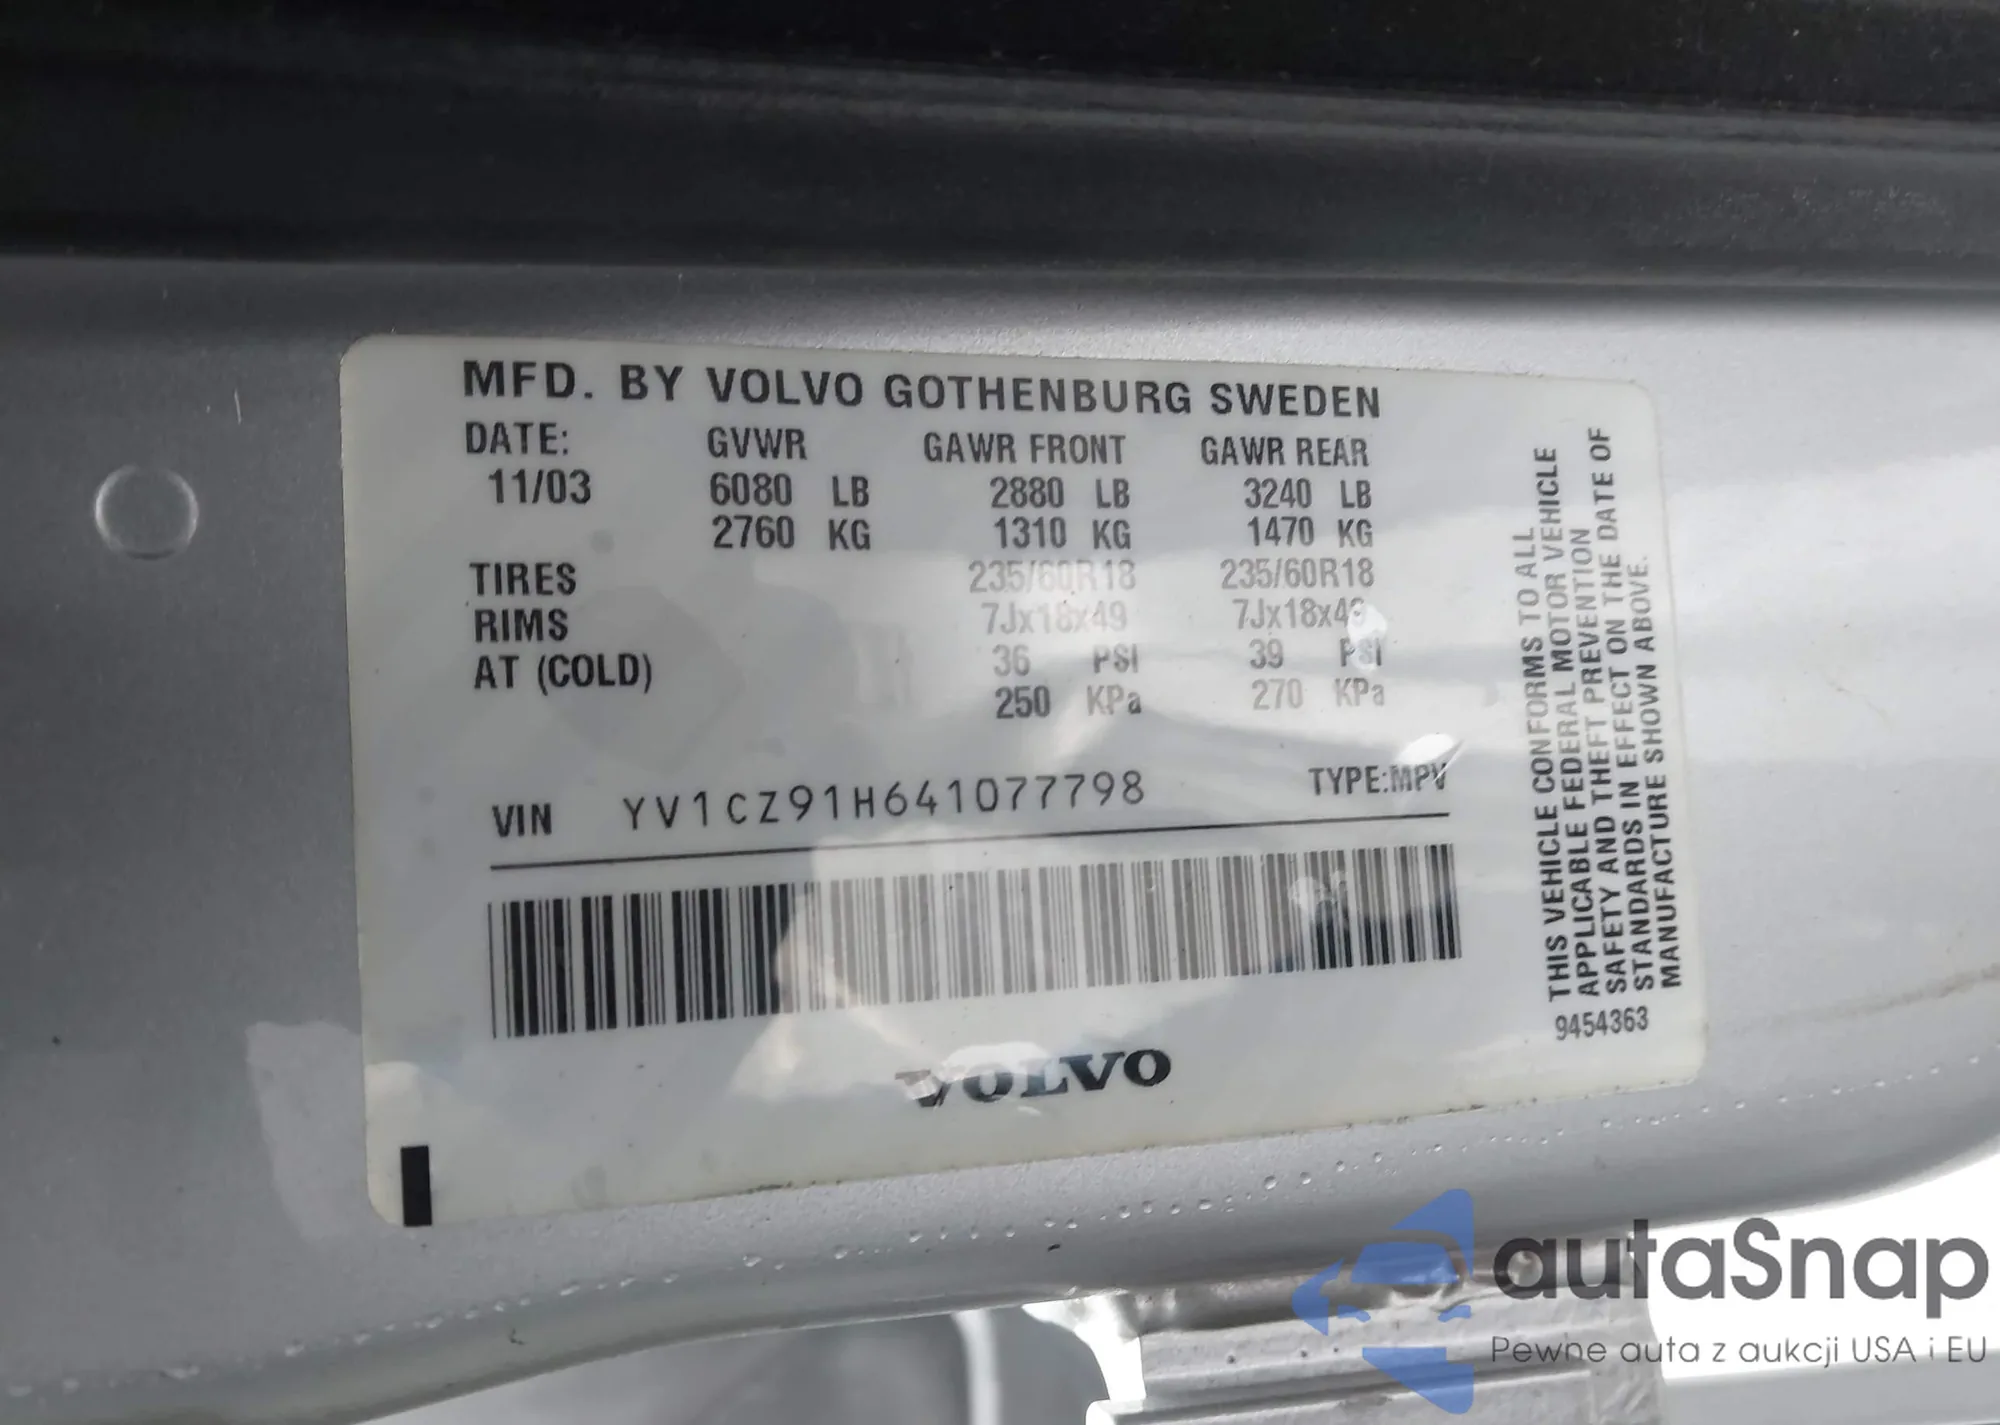 MFD. BY VOLVO GOTHENBURG SWEDEN
DATE: GVWR GAWR FRONT GAWR REAR
11/03 6080 LB 2880 LB 3240 LB
2760 KG 1310 KG 1470 KG
TIRES 235/60R18 235/60R18
RIMS 7Jx18x49 7Jx18x49
AT (COLD) 36 PSI 39 PSI
250 KPa 270 KPa
VIN YV1CZ91H641077798 TYPE:MPV
VOLVO
THIS VEHICLE CONFORMS TO ALL
APPLICABLE FEDERAL MOTOR VEHICLE
SAFETY AND THEFT PREVENTION
STANDARDS IN EFFECT ON THE DATE OF
MANUFACTURE SHOWN ABOVE.
9454363
autaSnap
Pewne auta z aukcji USA i EU